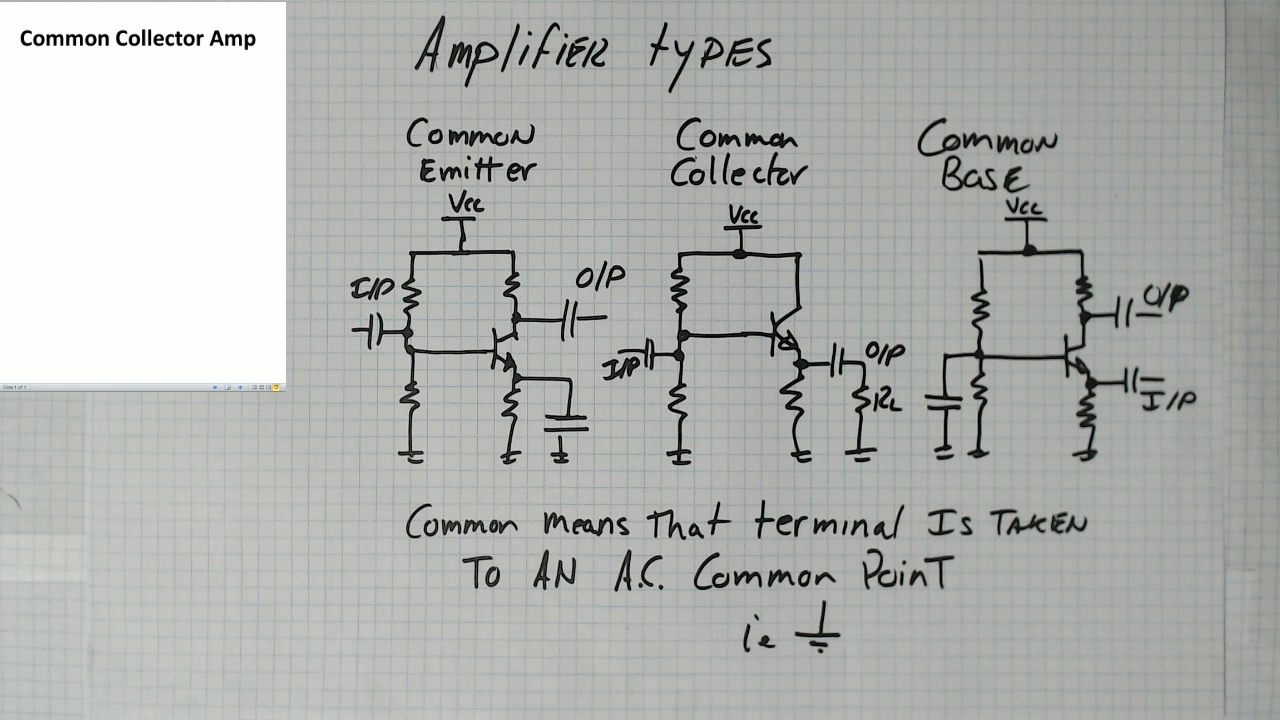 Common Collector Amp
Amplifier types
Common
Emitter
Common
Collector
Common
Base
Vcc
Vcc
Vcc
I/P
O/P
I/P
O/P
RL
O/P
I/P
Common means that terminal Is TAKEN
To AN A.C. Common Point
i.e